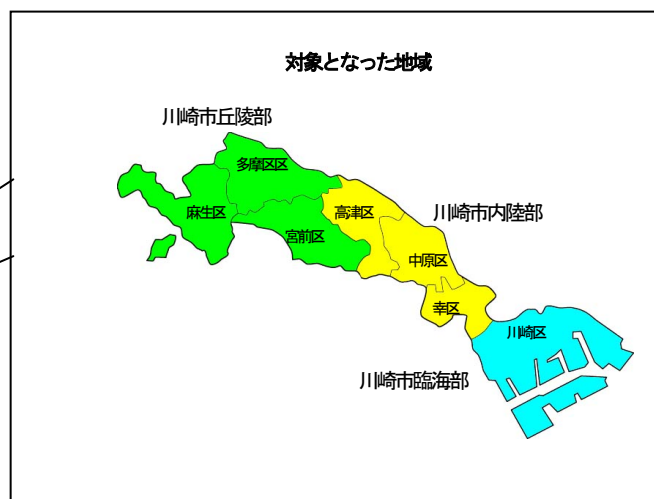 対象となった地域
川崎市丘陵部
多摩区区
麻生区
宮前区
高津区
川崎市内陸部
中原区
幸区
川崎区
川崎市臨海部